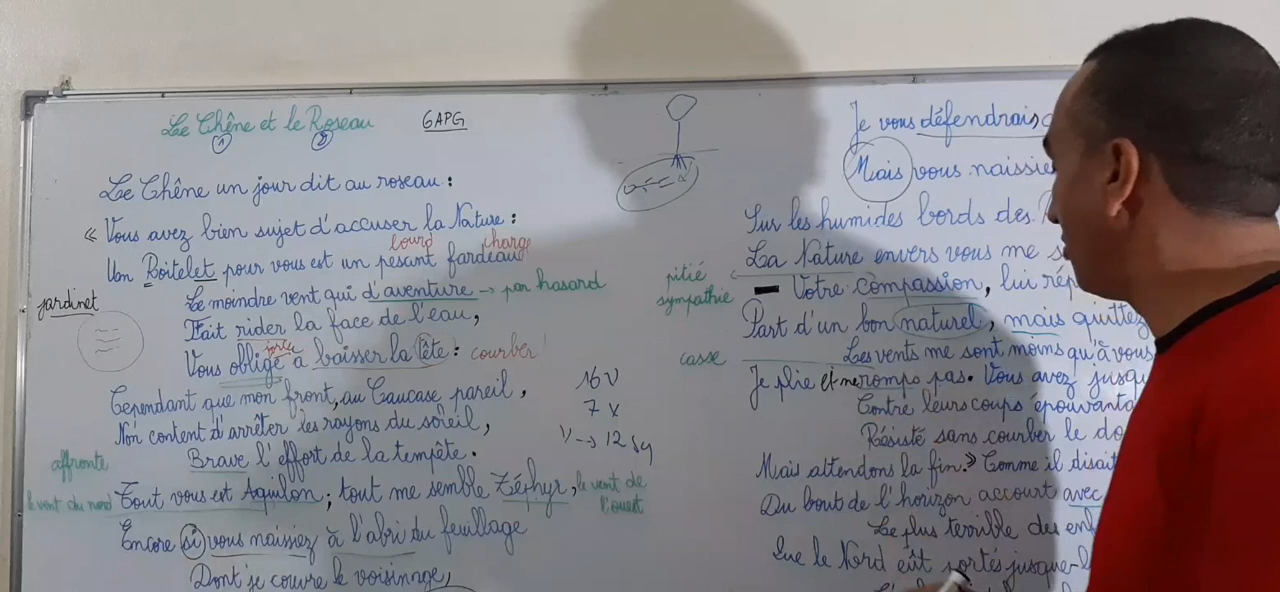 Le Chêne et le Roseau GAPG
1 2
Le Chêne un jour dit au roseau :
« Vous avez bien sujet d'accuser la Nature :
lourd charge
Un Roitelet pour vous est un pesant fardeau
jardinet
Le moindre vent qui d'aventure → par hasard
Fait rider la face de l'eau,
Vous oblige à baisser la tête : courber
Cependant que mon front, au Caucase pareil,
Non content d'arrêter les rayons du soleil,
Brave l'effort de la tempête.
affronte
le vent du nord Tout vous est Aquilon ; tout me semble Zéphyr, le vent de l'ouest
Encore si vous naissiez à l'abri du feuillage
Dont je couvre le voisinage,
16 v
7 x
v → 12 sy
Je vous défendrais,
Mais vous naissie
Sur les humides bords des
La Nature envers vous me s
pitié
sympathie
– Votre compassion, lui rép
Part d'un bon naturel, mais quittez
casse
Les vents me sont moins qu'à vous
Je plie et ne romps pas. Vous avez jusqu
Contre leurs coups épouvanta
Résisté sans courber le do
Mais attendons la fin. » Comme il disait
Du bout de l'horizon accourt avec
Le plus terrible des enf
Que le Nord eût portés jusque-l